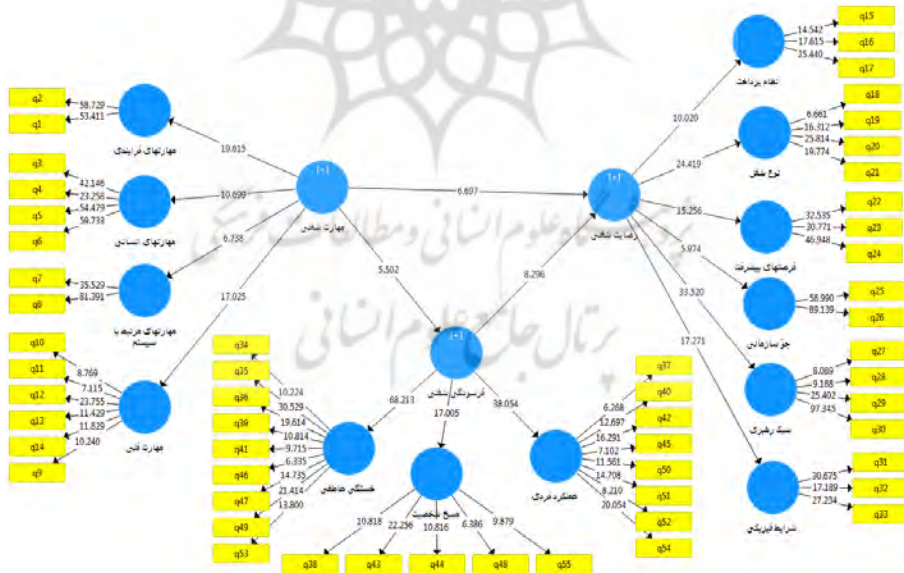 q2
q1
58.729
53.411
مهارتهای فرایندی
q3
q4
q5
q6
42.146
23.258
54.479
59.733
مهارتهای انسانی
q7
q8
35.529
81.391
مهارتهای مرتبط با
سیستم
q10
q11
q12
q13
q14
q9
8.769
7.115
23.755
11.429
11.829
10.240
مهارت فنی
19.615
10.699
6.738
17.025
[+]
مهارت شغلی
6.697
5.502
8.296
[+]
رضایت شغلی
10.020
24.419
15.256
5.974
33.520
17.271
q15
q16
q17
14.542
17.615
25.440
نظام پرداخت
q18
q19
q20
q21
6.661
16.312
25.814
19.774
نوع شغل
q22
q23
q24
32.535
30.771
46.948
فرصتهای پیشرفت
q25
q26
58.990
89.139
جو سازمانی
q27
q28
q29
q30
8.089
9.188
25.402
97.345
سبک رهبری
q31
q32
q33
30.675
17.189
27.234
شرایط فیزیکی
پژوهشگاه علوم انسانی و مطالعات فرهنگی
پرتال جامع علوم انسانی
[+]
فرسودگی شغلی
68.213
17.005
38.054
q34
q35
q36
q39
q41
q46
q47
q49
q53
10.224
30.529
19.614
10.814
9.715
6.335
14.735
21.414
13.800
خستگی عاطفی
مسخ شخصیت
10.818
22.256
10.816
6.386
9.879
q38
q43
q44
q48
q55
عملکرد فردی
q37
q40
q42
q45
q50
q51
q52
q54
6.268
12.697
16.291
7.102
11.561
14.708
8.210
20.054